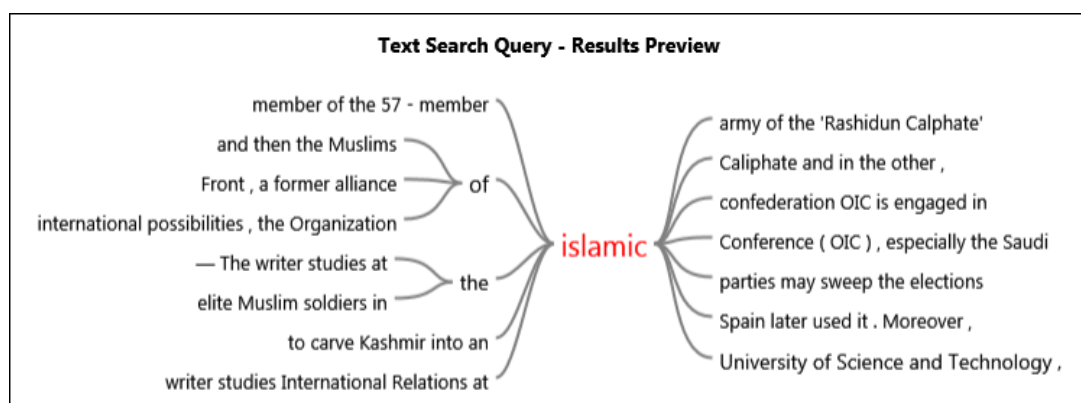 Text Search Query - Results Preview
member of the 57 - member
and then the Muslims
Front , a former alliance
international possibilities , the Organization
of
— The writer studies at
elite Muslim soldiers in
the
to carve Kashmir into an
writer studies International Relations at
islamic
army of the 'Rashidun Calphate'
Caliphate and in the other ,
confederation OIC is engaged in
Conference ( OIC ) , especially the Saudi
parties may sweep the elections
Spain later used it . Moreover ,
University of Science and Technology ,